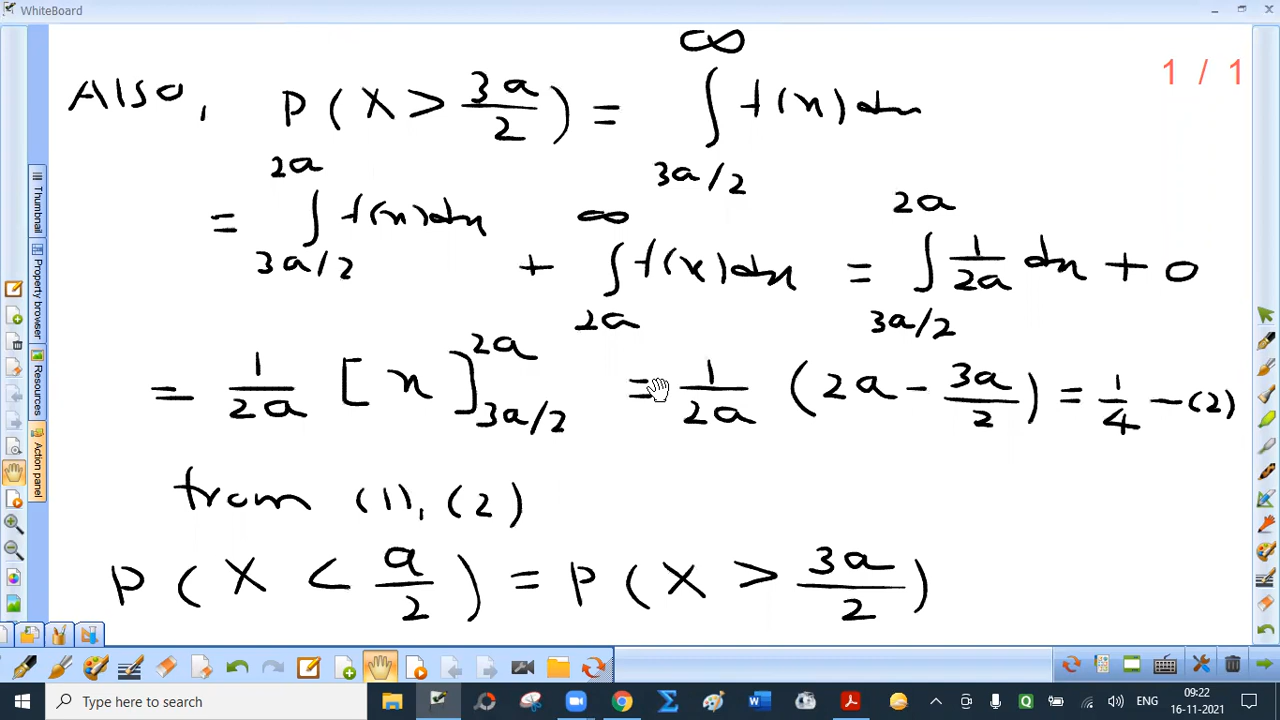 WhiteBoard
1 / 1
Also, P ( X > 3a/2 ) = ∫_{3a/2}^{∞} f(x) dx
= ∫_{3a/2}^{2a} f(x) dx + ∫_{2a}^{∞} f(x) dx = ∫_{3a/2}^{2a} 1/2a dx + 0
= 1/2a [ x ]_{3a/2}^{2a} = 1/2a ( 2a − 3a/2 ) = 1/4 — (2)
from (1), (2)
P ( X < a/2 ) = P ( X > 3a/2 )
Thumbnail
Property browser
Resources
Action panel
Type here to search
ENG
09:22
16-11-2021